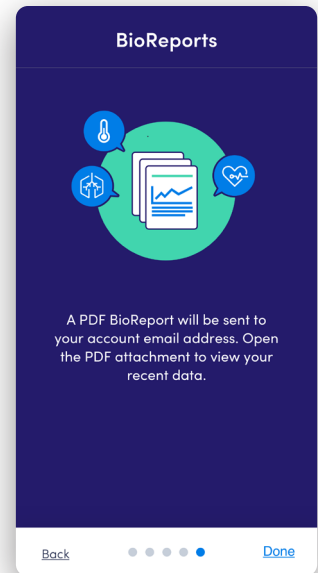 BioReports
A PDF BioReport will be sent to
your account email address. Open
the PDF attachment to view your
recent data.
Back
Done